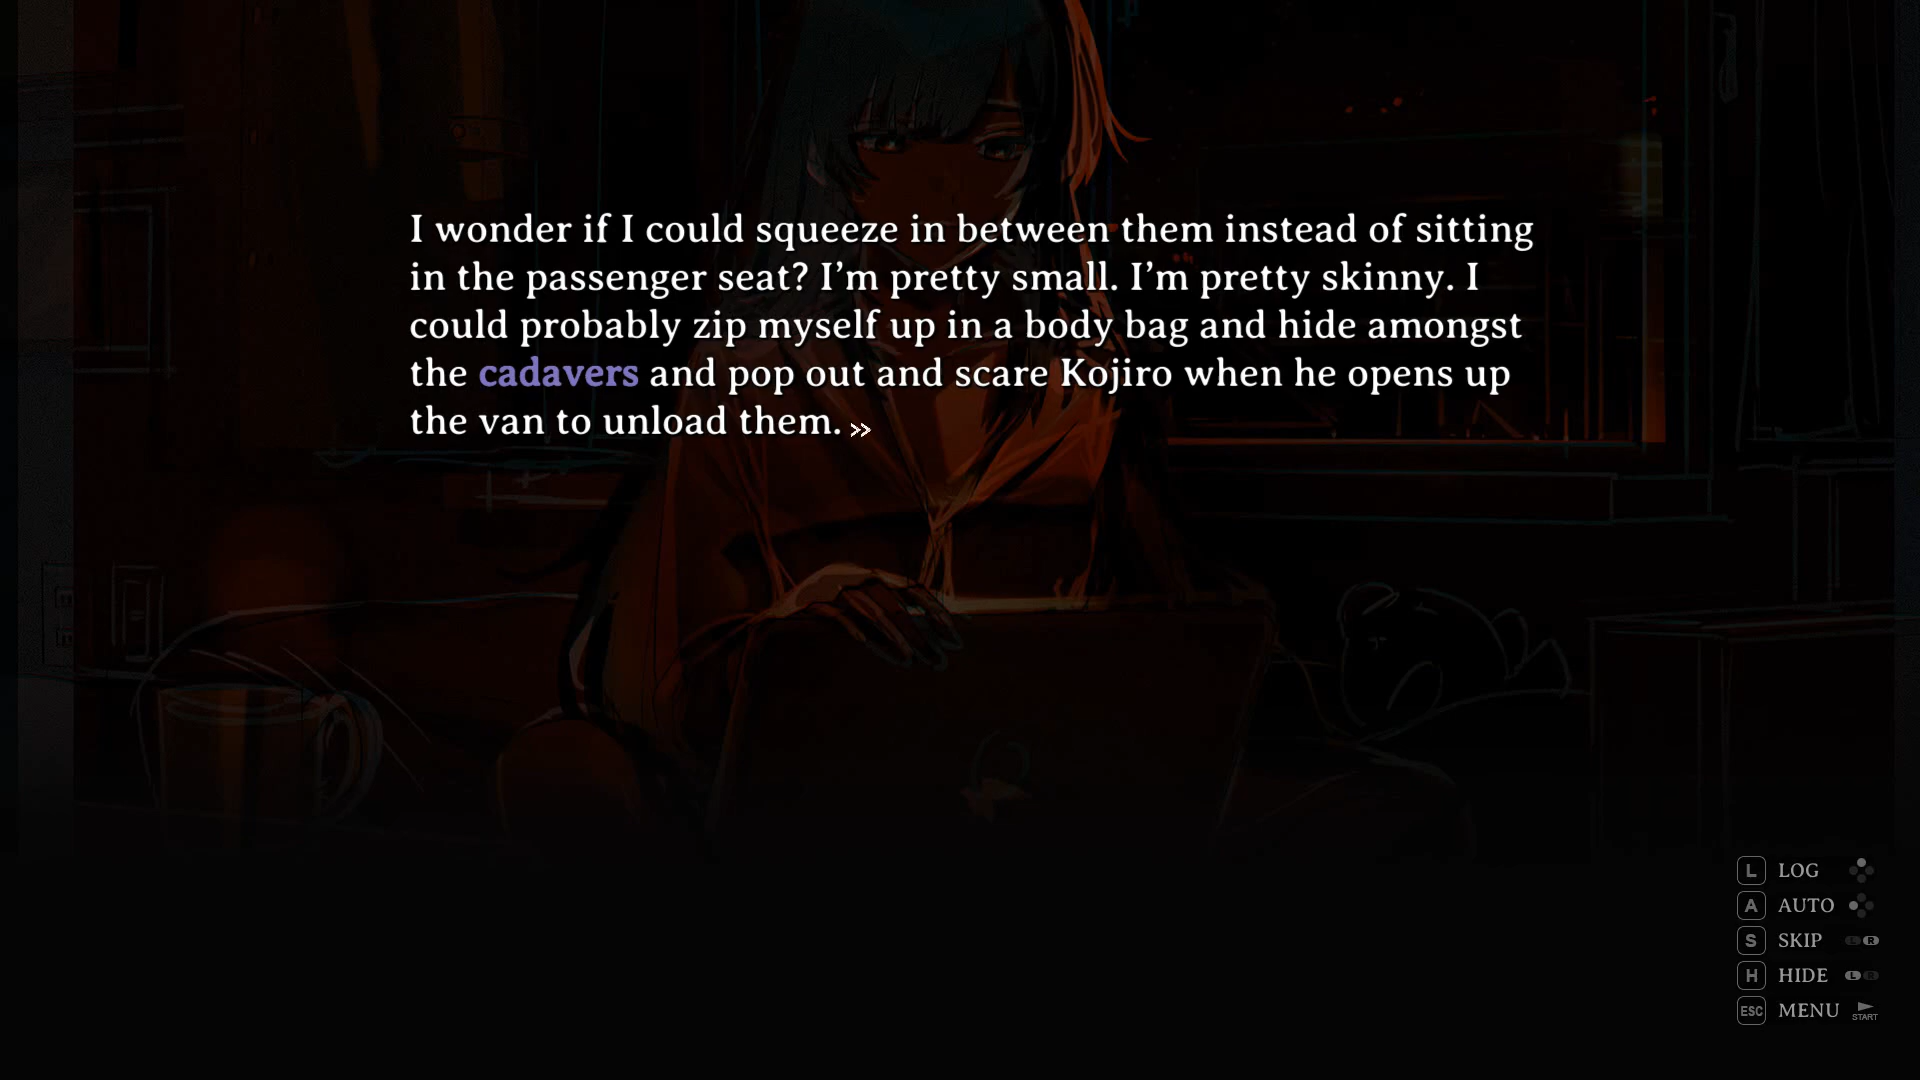 I wonder if I could squeeze in between them instead of sitting
in the passenger seat? I’m pretty small. I’m pretty skinny. I
could probably zip myself up in a body bag and hide amongst
the cadavers and pop out and scare Kojiro when he opens up
the van to unload them. »
L LOG
A AUTO
S SKIP L R
H HIDE L R
ESC MENU START